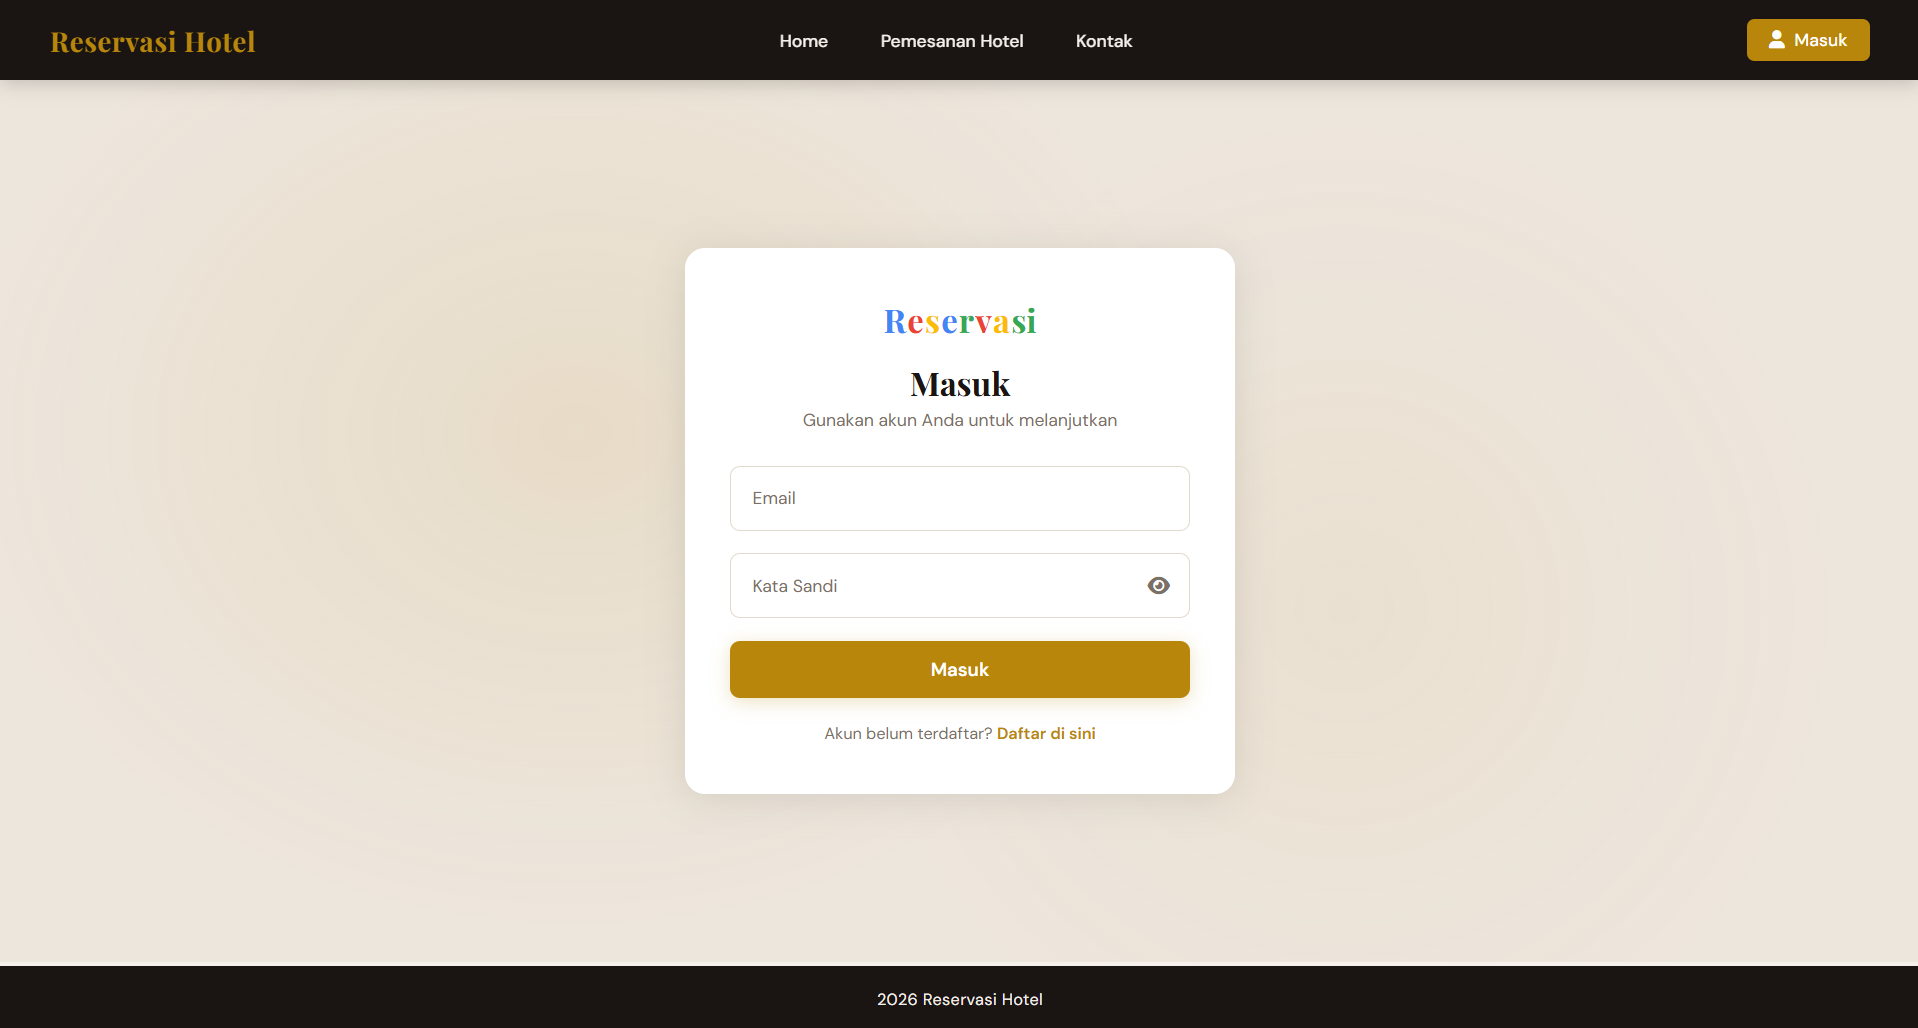 Reservasi Hotel
Home
Pemesanan Hotel
Kontak
Masuk
Reservasi
Masuk
Gunakan akun Anda untuk melanjutkan
Email
Kata Sandi
Masuk
Akun belum terdaftar? Daftar di sini
2026 Reservasi Hotel